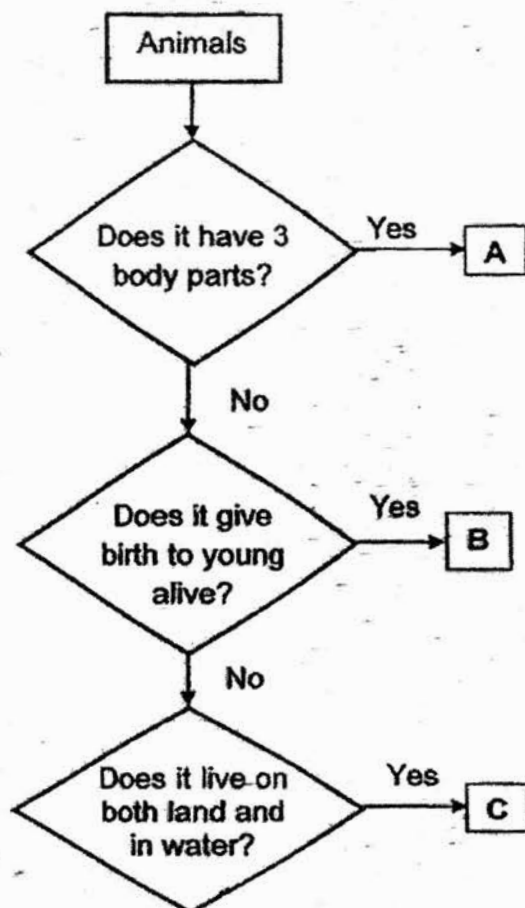 Animals
Does it have 3
body parts?
Yes
A
No
Does it give
birth to young
alive?
Yes
B
No
Does it live on
both land and
in water?
Yes
C